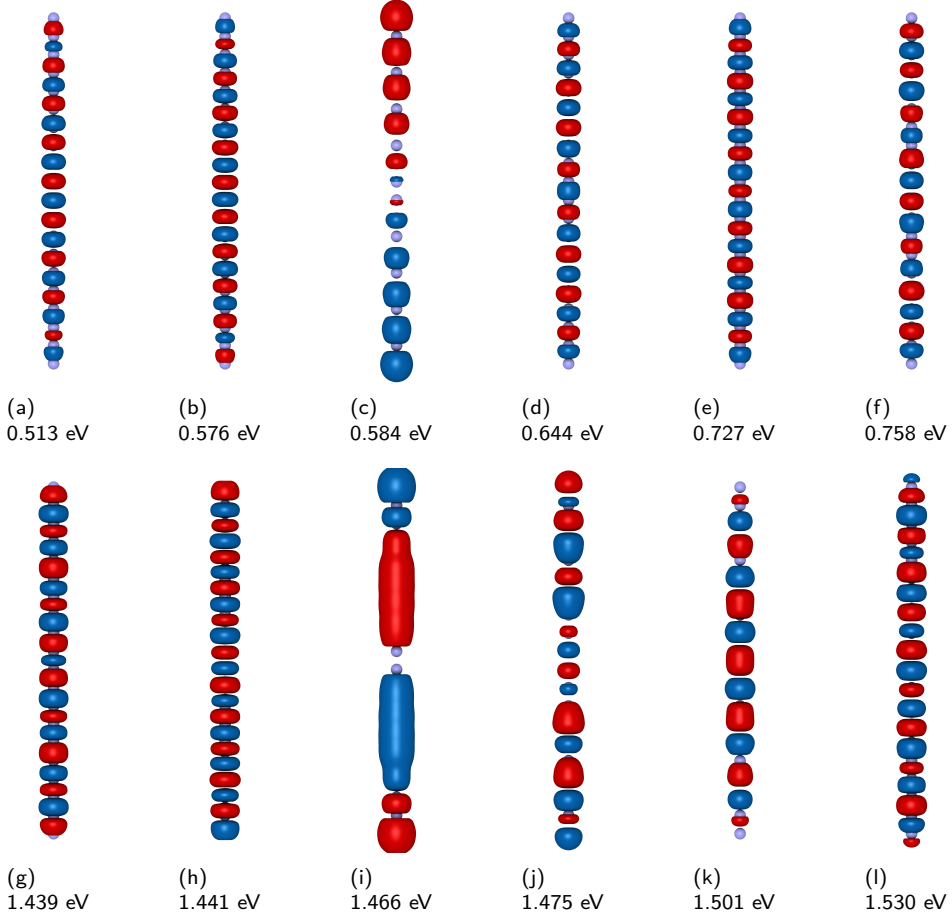 (a) (b) (c) (d) (e) (f)
0.513 eV 0.576 eV 0.584 eV 0.644 eV 0.727 eV 0.758 eV
(g) (h) (i) (j) (k) (l)
1.439 eV 1.441 eV 1.466 eV 1.475 eV 1.501 eV 1.530 eV